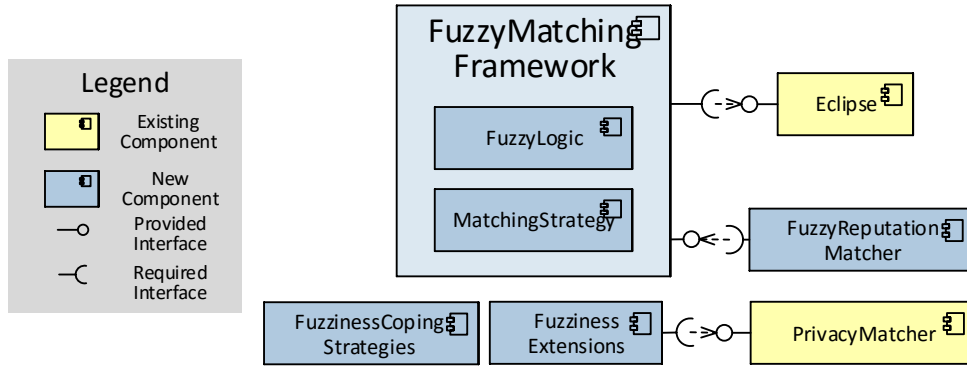 Legend
Existing
Component
New
Component
Provided
Interface
Required
Interface
FuzzyMatching
Framework
FuzzyLogic
MatchingStrategy
Eclipse
FuzzyReputation
Matcher
FuzzinessCoping
Strategies
Fuzziness
Extensions
PrivacyMatcher